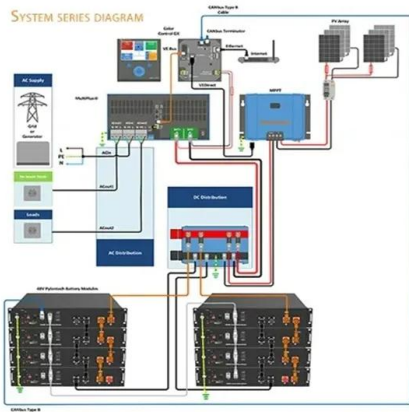 SYSTEM SERIES DIAGRAM
CANbus Type B
Cable
PV Array
Color
Control GX
CANbus Terminator
VE Bus
Ethernet
Internet
AC Supply
VEDirect
MultiPlus-II
MPPT
Grid
or
Generator
L
PE
N
ACin
ACout1
Loads
ACout2
DC Distribution
AC Distribution
48V Pylontech Battery Modules
CANbus Type B